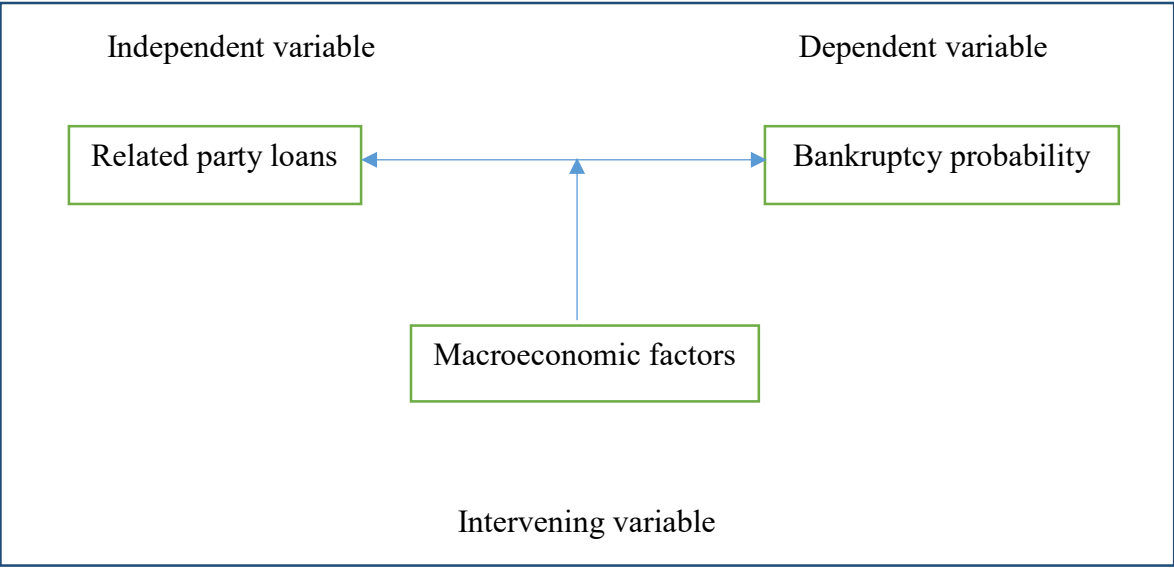 Independent variable
Dependent variable
Related party loans
Bankruptcy probability
Macroeconomic factors
Intervening variable